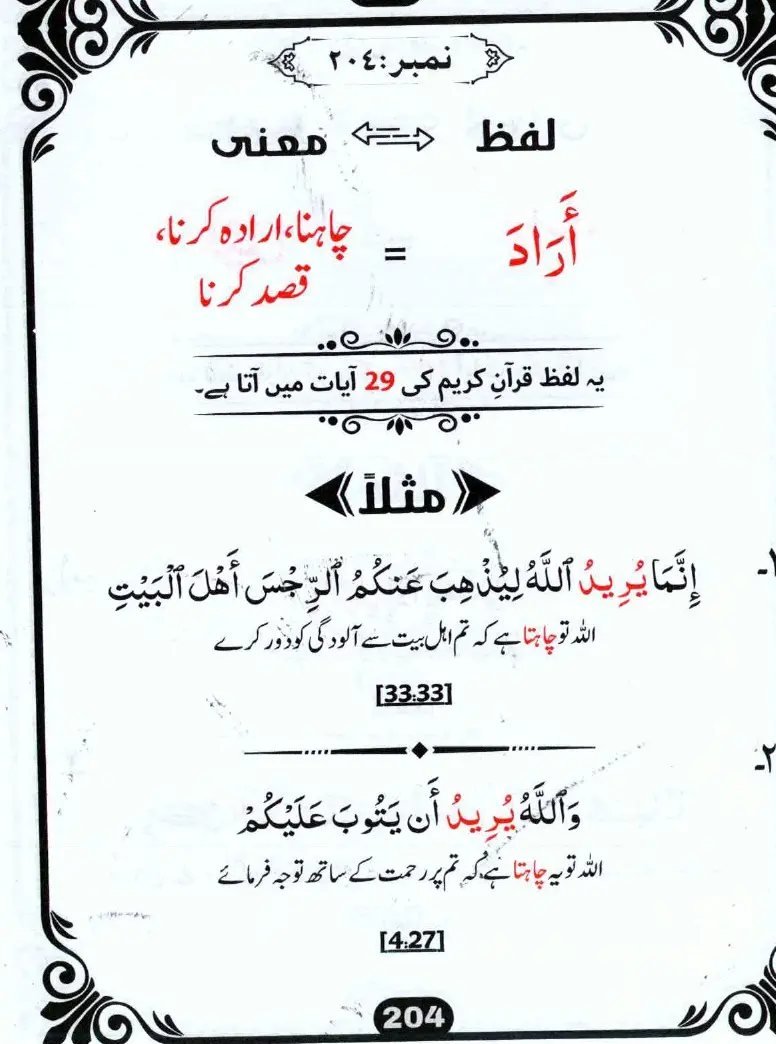 نمبر:۲۰٤
لفظ معنی
أَرَادَ = چاہنا،ارادہ کرنا،
قصد کرنا
یہ لفظ قرآنِ کریم کی 29 آیات میں آتا ہے۔
مثلاً
۱-
إِنَّمَا يُرِيدُ ٱللَّهُ لِيُذْهِبَ عَنكُمُ ٱلرِّجْسَ أَهْلَ ٱلْبَيْتِ
اللہ تو چاہتا ہے کہ تم اہل بیت سے آلودگی کو دور کرے
[33:33]
۲-
وَٱللَّهُ يُرِيدُ أَن يَتُوبَ عَلَيْكُمْ
اللہ تو یہ چاہتا ہے کہ تم پر رحمت کے ساتھ توجہ فرمائے
[4:27]
204